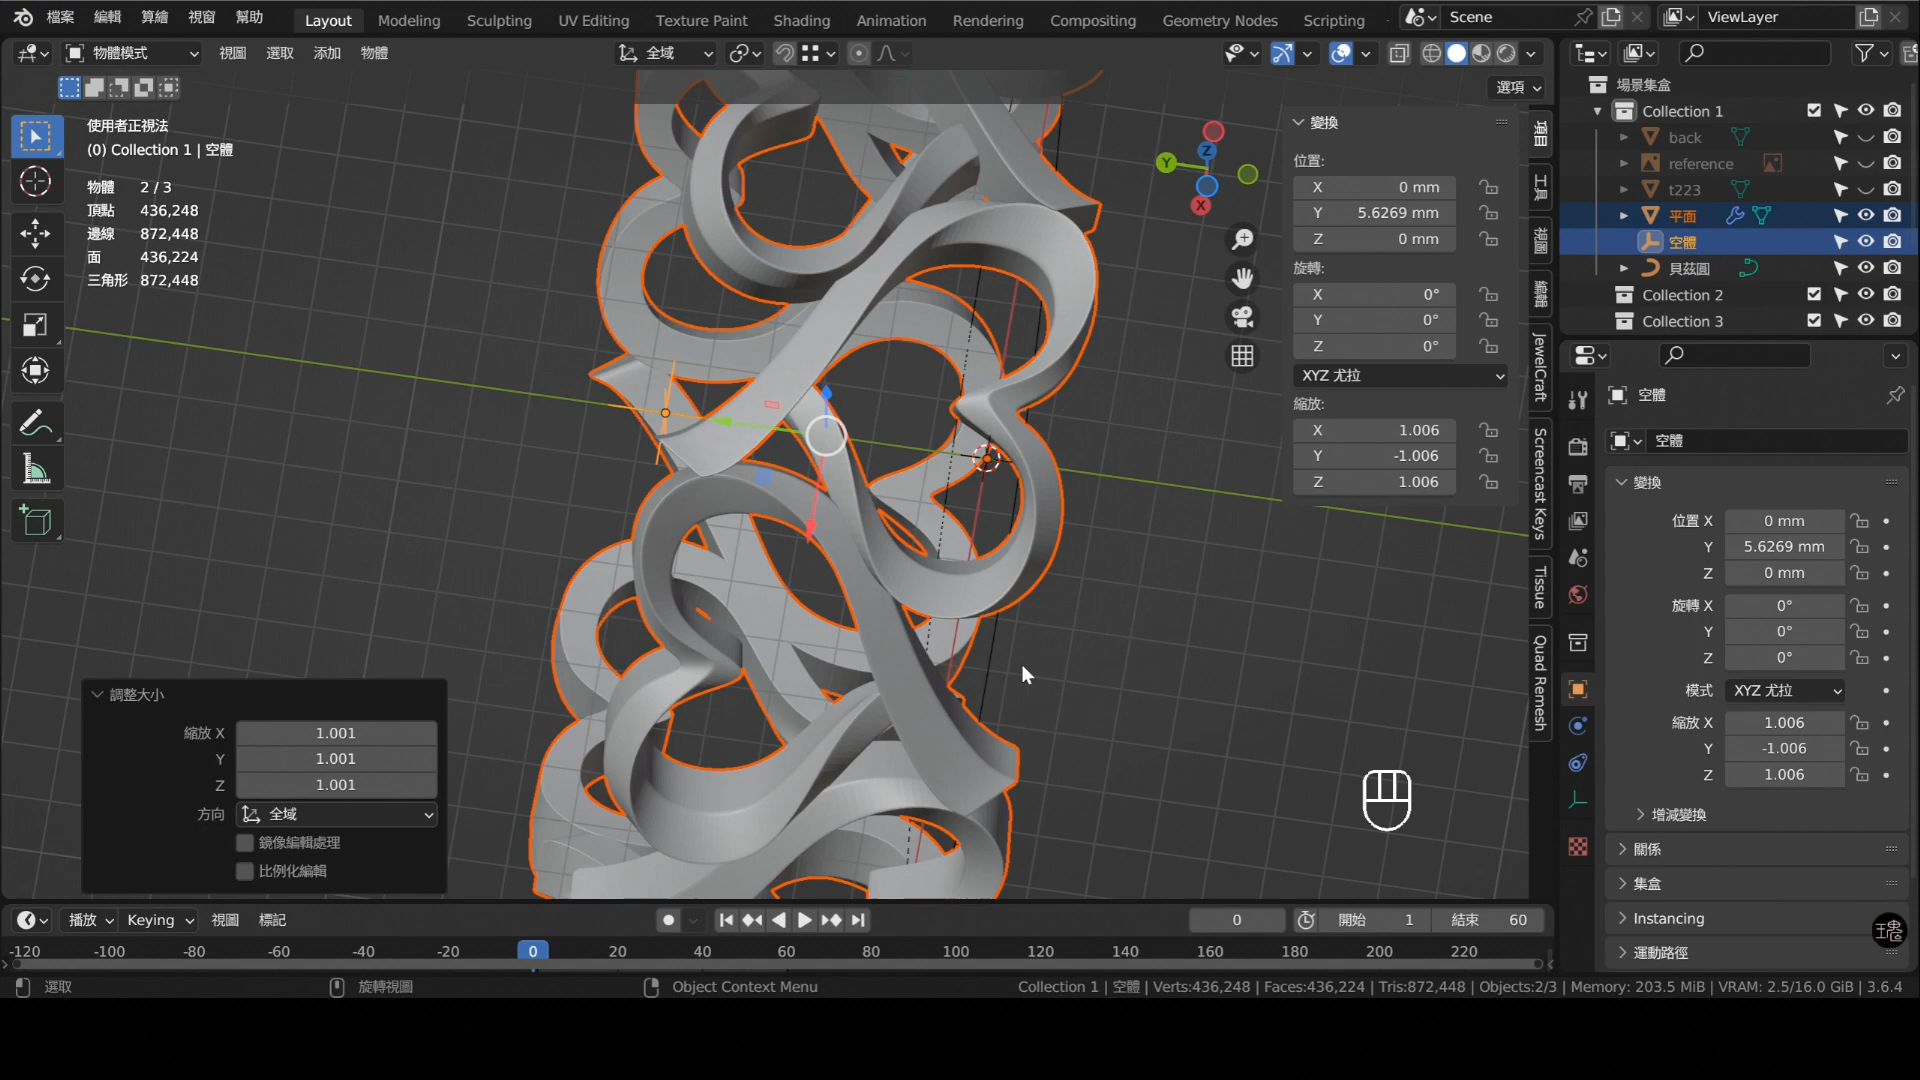 檔案 編輯 算繪 視窗 幫助 Layout Modeling Sculpting UV Editing Texture Paint Shading Animation Rendering Compositing Geometry Nodes Scripting Scene ViewLayer
物體模式 視圖 選取 添加 物體 全域
選項
使用者正視法
(0) Collection 1 | 空體
物體 2 / 3
頂點 436,248
邊線 872,448
面 436,224
三角形 872,448
Z
Y
X
變換
位置:
X 0 mm
Y 5.6269 mm
Z 0 mm
旋轉:
X 0°
Y 0°
Z 0°
XYZ 尤拉
縮放:
X 1.006
Y -1.006
Z 1.006
項目
工具
視圖
編輯
JewelCraft
Screencast Keys
Tissue
Quad Remesh
場景集盒
Collection 1
back
reference
t223
平面
空體
貝茲圓
Collection 2
Collection 3
空體
空體
變換
位置 X 0 mm
Y 5.6269 mm
Z 0 mm
旋轉 X 0°
Y 0°
Z 0°
模式 XYZ 尤拉
縮放 X 1.006
Y -1.006
Z 1.006
增減變換
關係
集盒
Instancing
運動路徑
調整大小
縮放 X 1.001
Y 1.001
Z 1.001
方向 全域
鏡像編輯處理
比例化編輯
播放 Keying 視圖 標記 0 開始 1 結束 60
-120 -100 -80 -60 -40 -20 0 20 40 60 80 100 120 140 160 180 200 220
選取 旋轉視圖 Object Context Menu Collection 1 | 空體 | Verts:436,248 | Faces:436,224 | Tris:872,448 | Objects:2/3 | Memory: 203.5 MiB | VRAM: 2.5/16.0 GiB | 3.6.4